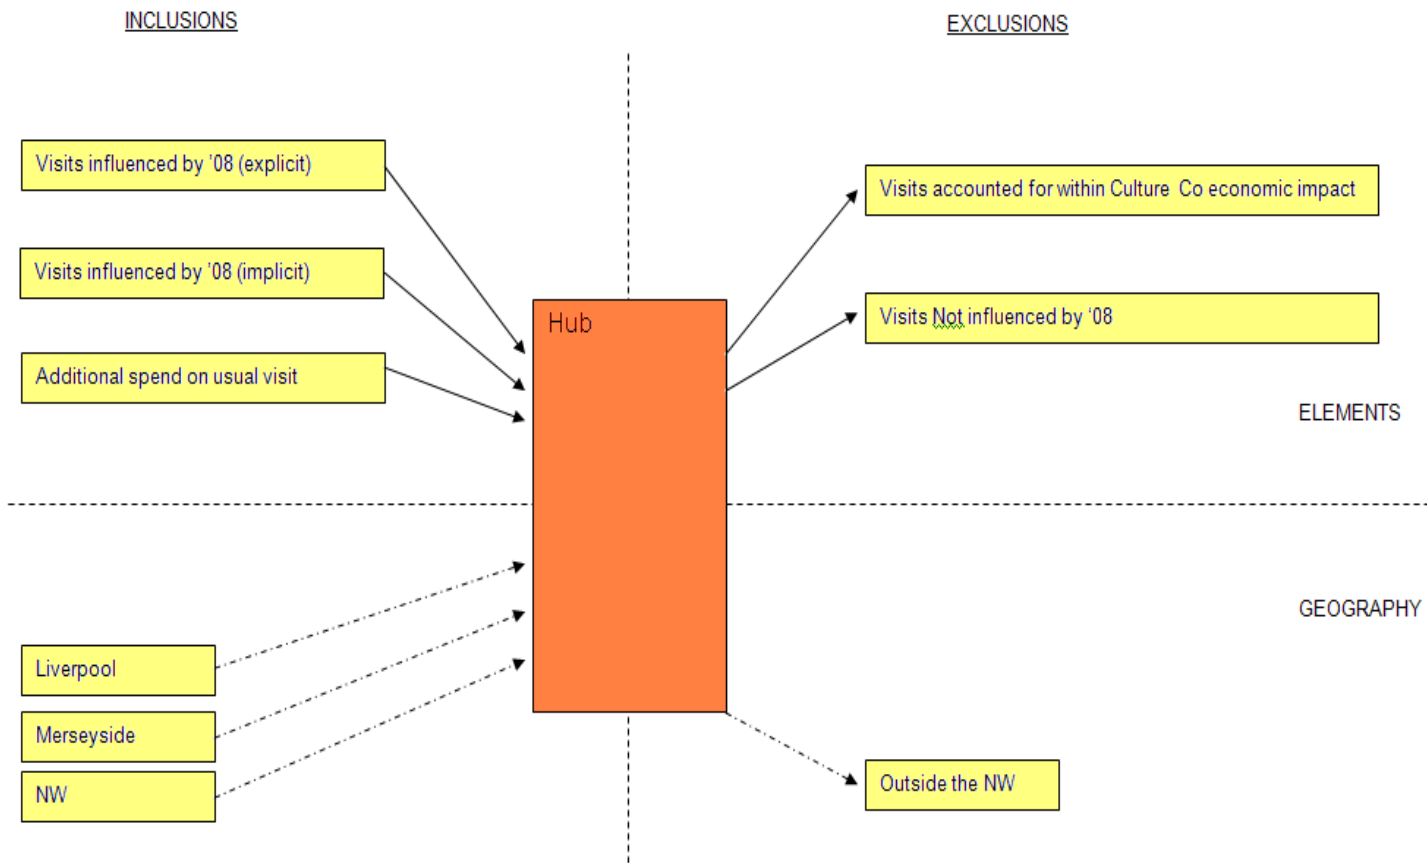 INCLUSIONS
EXCLUSIONS
Visits influenced by ’08 (explicit)
Visits accounted for within Culture Co economic impact
Visits influenced by ’08 (implicit)
Hub
Visits Not influenced by ‘08
Additional spend on usual visit
ELEMENTS
GEOGRAPHY
Liverpool
Merseyside
NW
Outside the NW